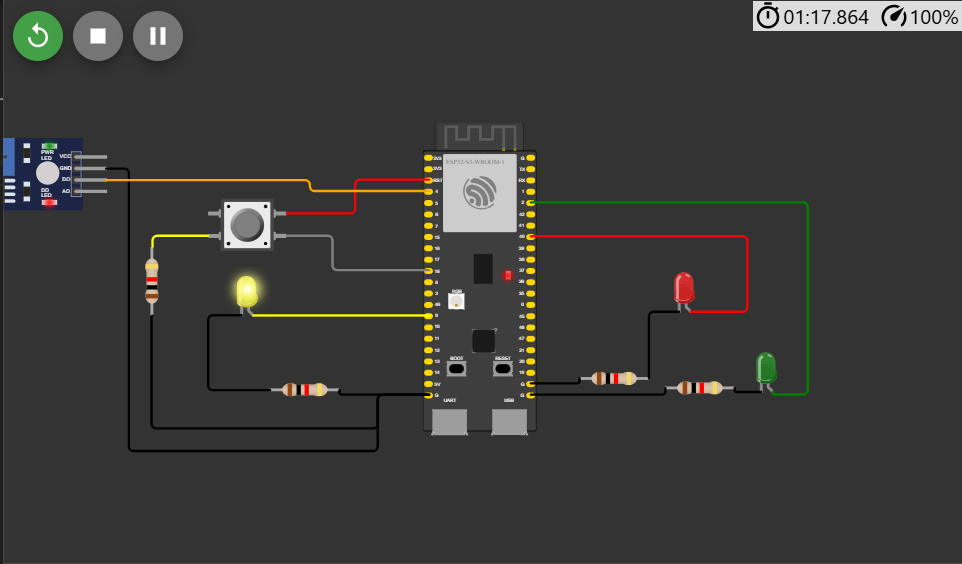 01:17.864 100%
PWR
LED
VCC
GND
DO
AO
DO
LED
ESP32-S3-WROOM-1
3V3
3V3
RST
4
5
6
7
15
16
17
18
8
3
46
9
10
11
12
13
14
5V
G
G
TX
RX
1
2
42
41
40
39
38
37
36
35
0
45
48
47
21
20
19
G
G
RGB
BOOT
RESET
UART
USB